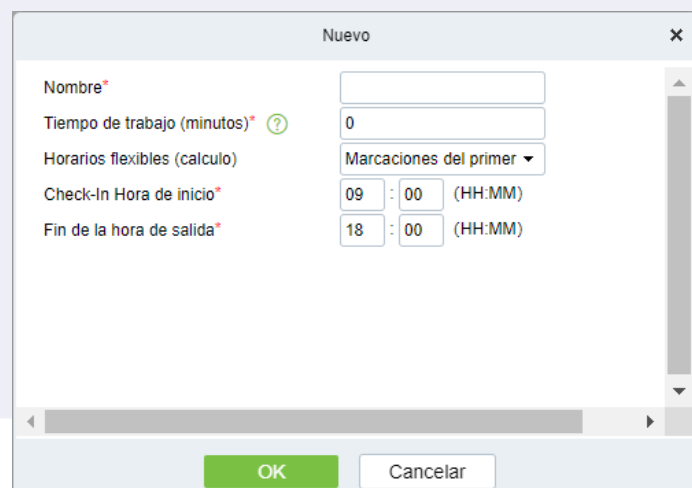 Nuevo
Nombre*
Tiempo de trabajo (minutos)* ? 0
Horarios flexibles (calculo) Marcaciones del primer
Check-In Hora de inicio* 09 : 00 (HH:MM)
Fin de la hora de salida* 18 : 00 (HH:MM)
OK Cancelar